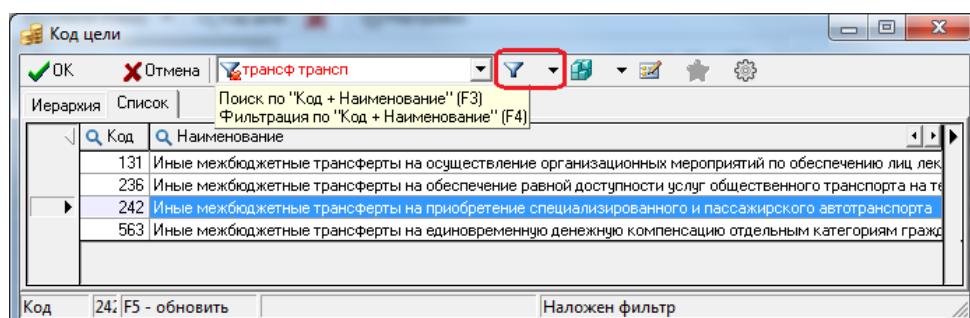 Код цели
ОК Отмена трансф трансп
Иерархия Список
Поиск по "Код + Наименование" (F3)
Фильтрация по "Код + Наименование" (F4)
Код Наименование
131 Иные межбюджетные трансферты на осуществление организационных мероприятий по обеспечению лиц лек
236 Иные межбюджетные трансферты на обеспечение равной доступности услуг общественного транспорта на те
242 Иные межбюджетные трансферты на приобретение специализированного и пассажирского автотранспорта
563 Иные межбюджетные трансферты на единовременную денежную компенсацию отдельным категориям гражд
Код 242 F5 - обновить Наложен фильтр